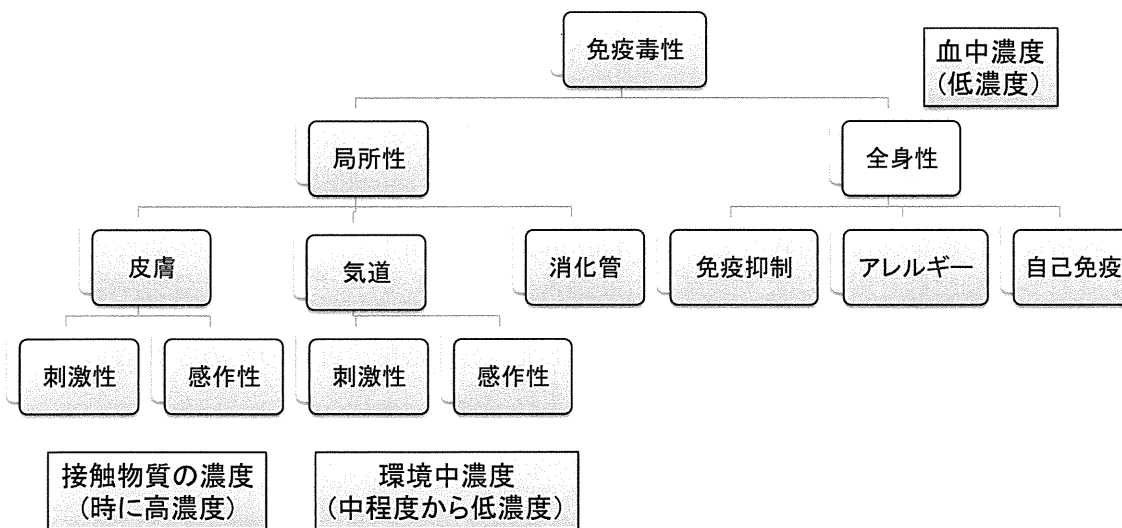 免疫毒性
血中濃度
(低濃度)
局所性
全身性
皮膚
気道
消化管
免疫抑制
アレルギー
自己免疫
刺激性
感作性
刺激性
感作性
接触物質の濃度
(時に高濃度)
環境中濃度
(中程度から低濃度)